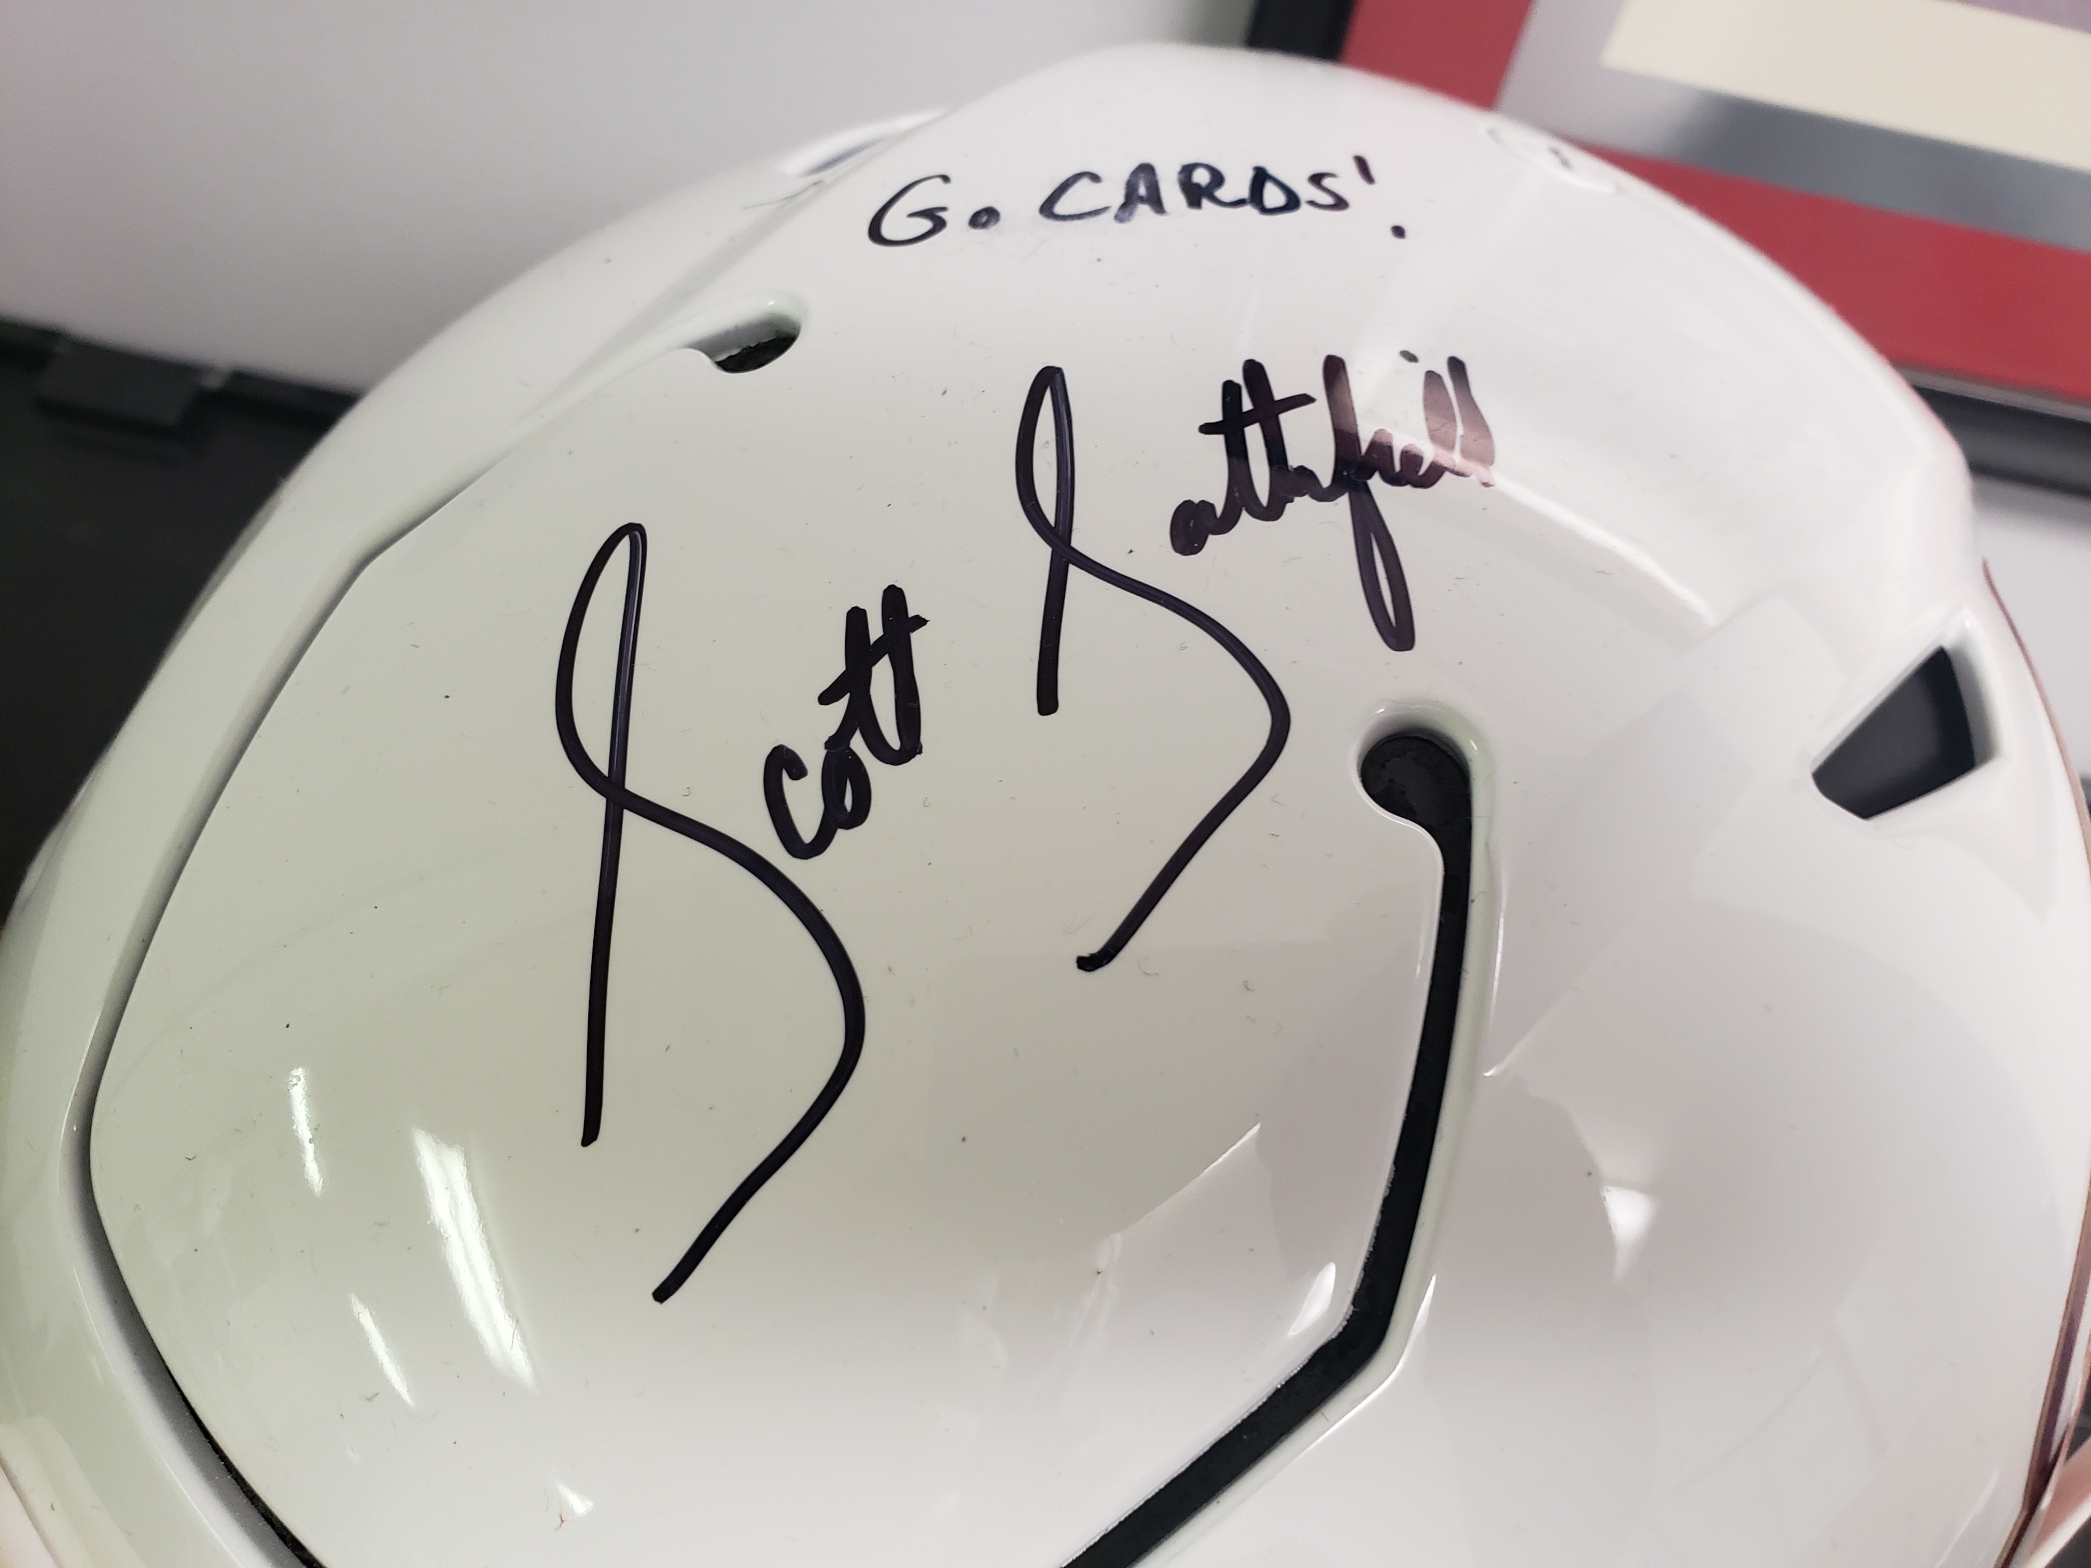 Go CARDS!
Scott Satterfield